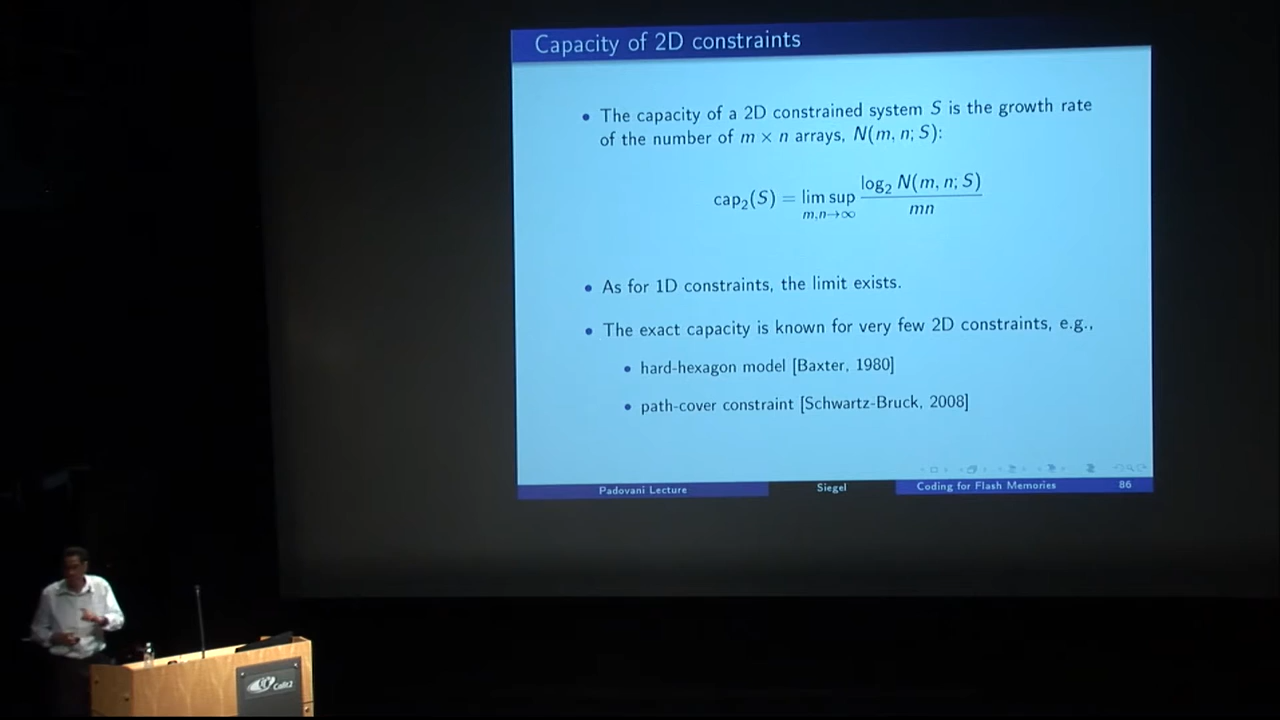 Capacity of 2D constraints
• The capacity of a 2D constrained system S is the growth rate
of the number of m × n arrays, N(m, n; S):
cap₂(S) = lim sup_{m,n→∞} log₂ N(m, n; S) / mn
• As for 1D constraints, the limit exists.
• The exact capacity is known for very few 2D constraints, e.g.,
• hard-hexagon model [Baxter, 1980]
• path-cover constraint [Schwartz-Bruck, 2008]
Padovani Lecture Siegel Coding for Flash Memories 86
Calit2